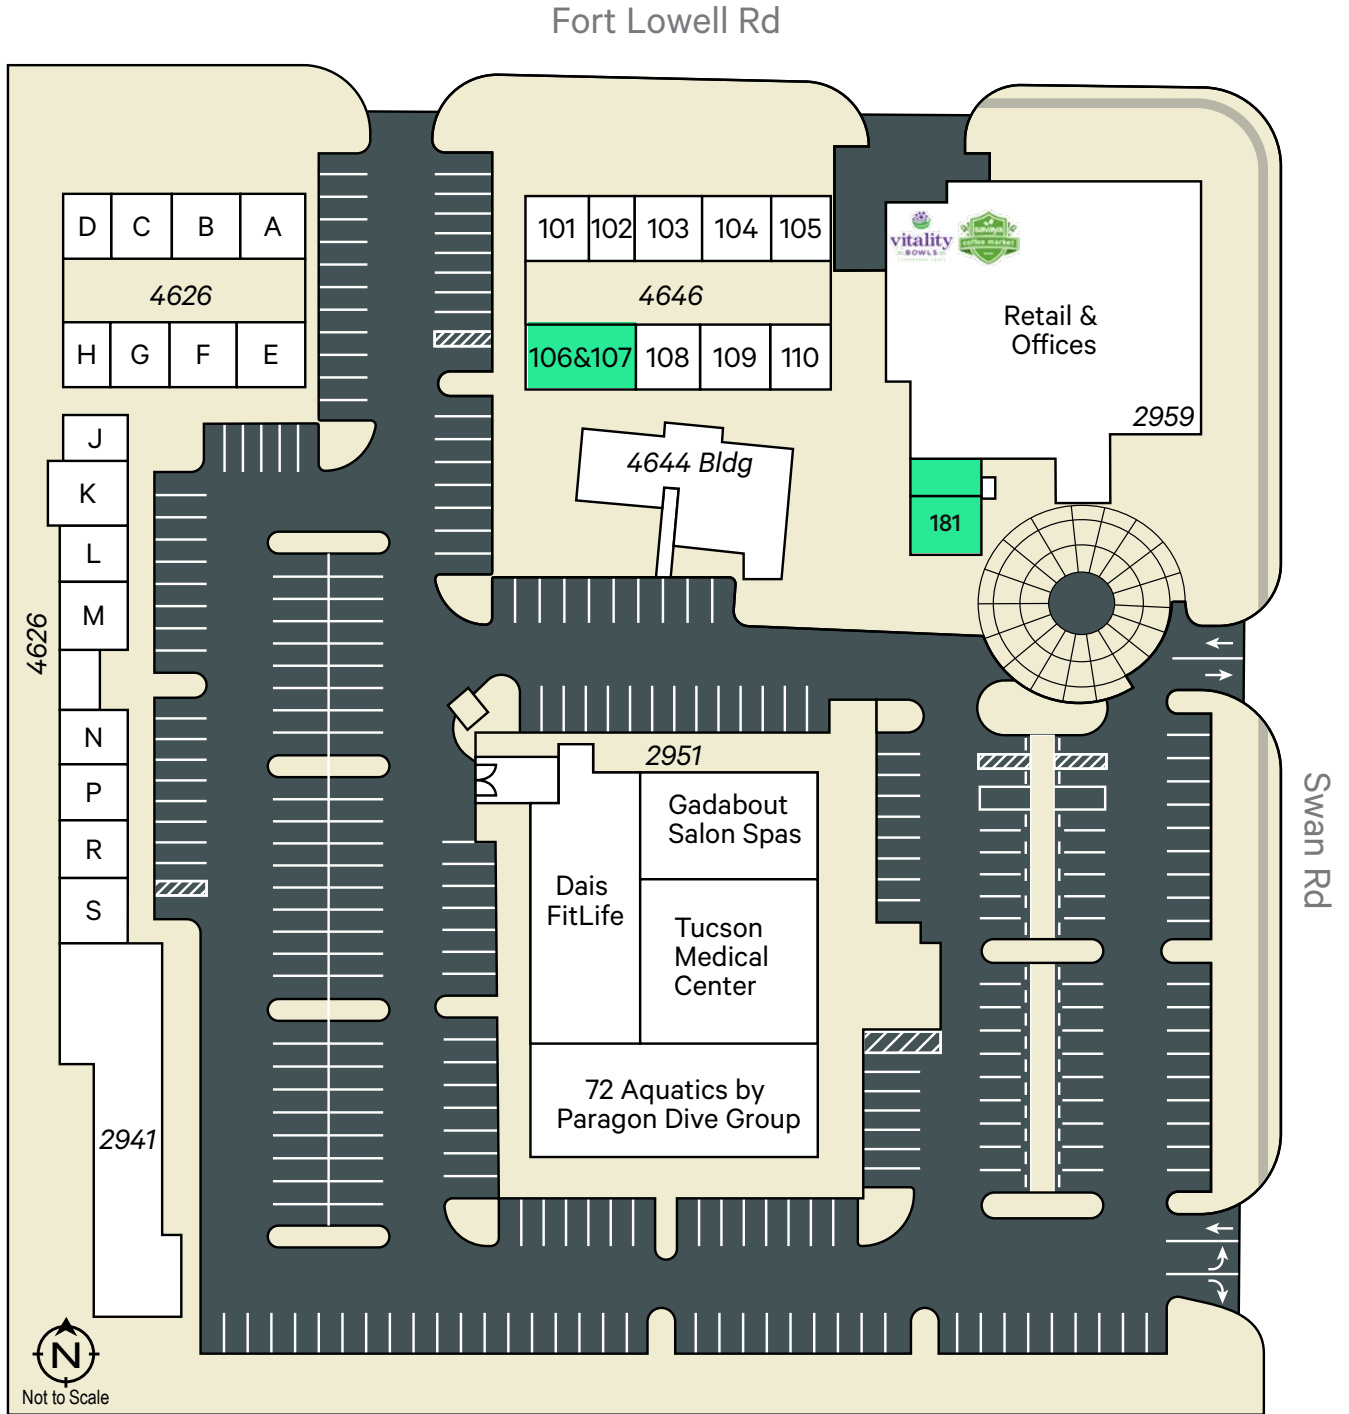 Fort Lowell Rd
D C B A
4626
H G F E
101 102 103 104 105
4646
106&107 108 109 110
vitality
BOWLS
savaya
coffee market
Retail &
Offices
2959
181
4644 Bldg
J
K
L
M
4626
N
P
R
S
2941
2951
Gadabout
Salon Spas
Dais
FitLife
Tucson
Medical
Center
72 Aquatics by
Paragon Dive Group
Swan Rd
N
Not to Scale